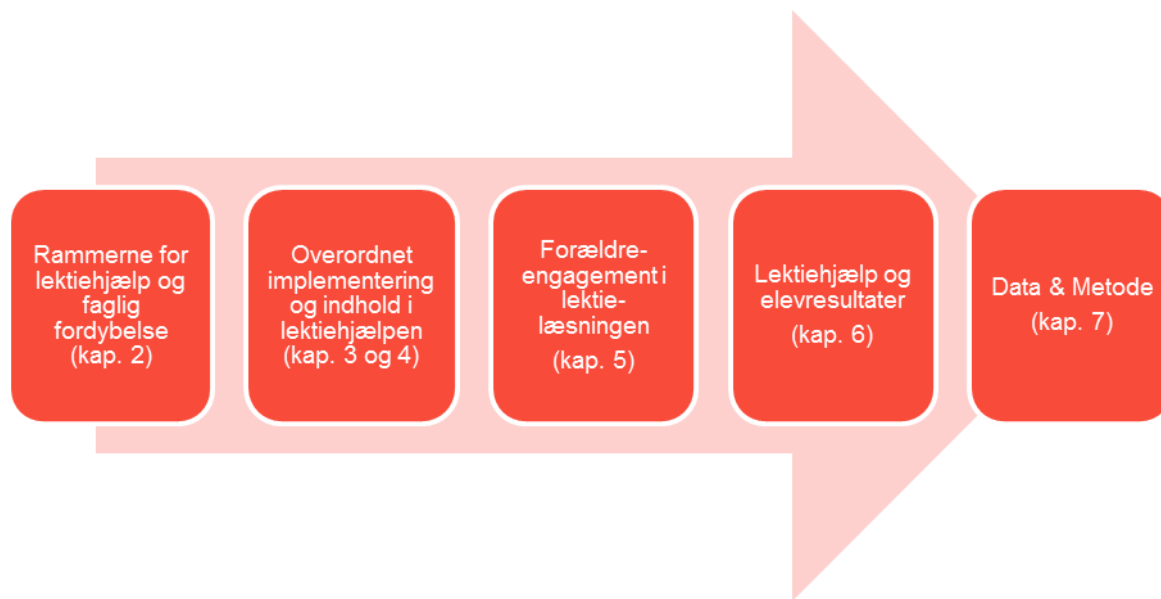 Rammerne for
lektiehjælp og
faglig
fordybelse
(kap. 2)
Overordnet
implementering
og indhold i
lektiehjælpen
(kap. 3 og 4)
Forældre-
engagement i
lektie-
læsningen
(kap. 5)
Lektiehjælp og
elevresultater
(kap. 6)
Data & Metode
(kap. 7)